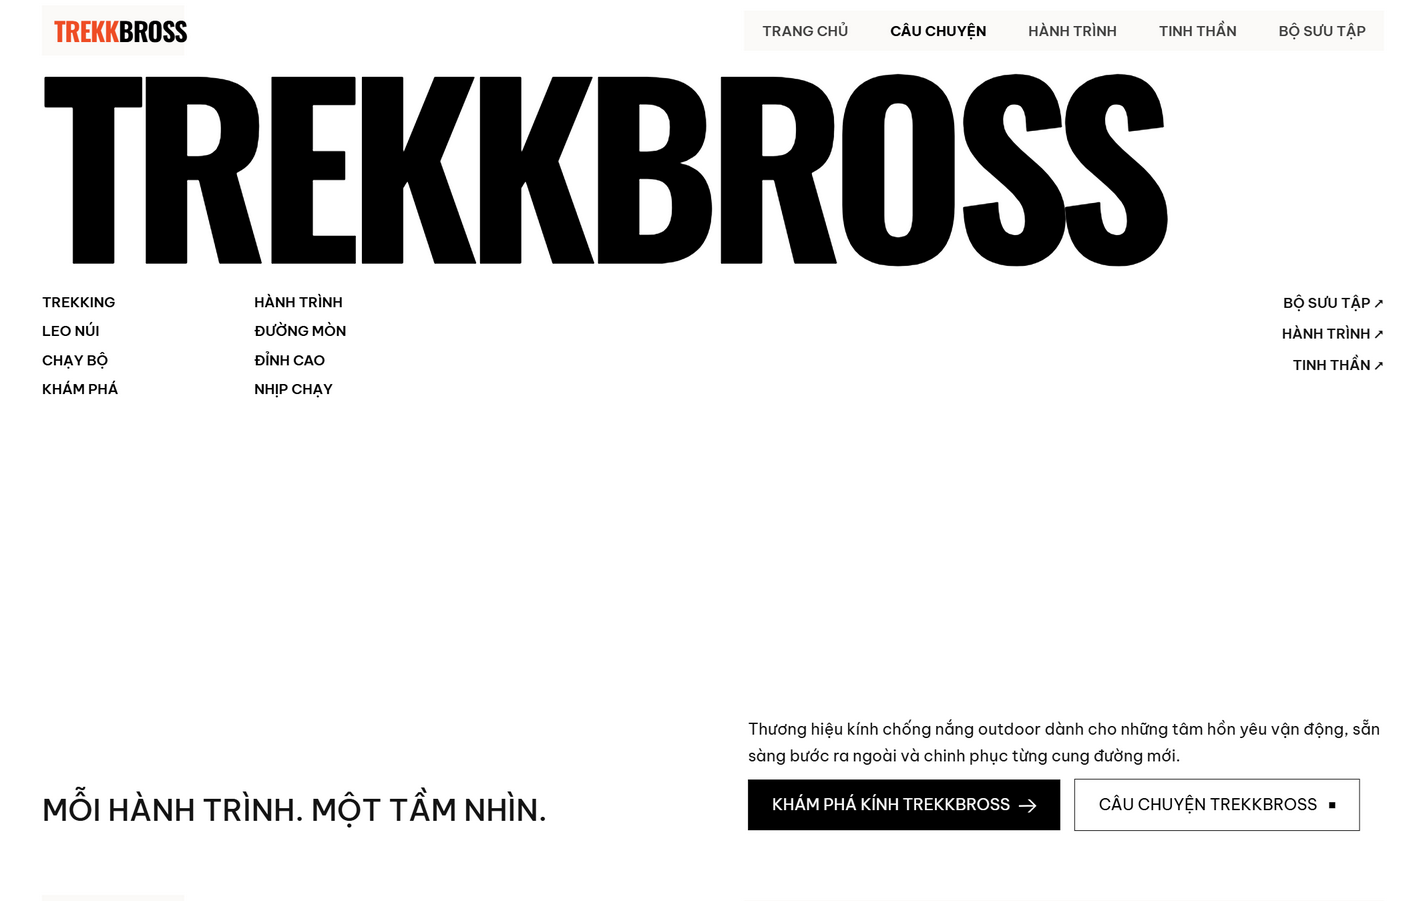 TREKKBROSS
TRANG CHỦ
CÂU CHUYỆN
HÀNH TRÌNH
TINH THẦN
BỘ SƯU TẬP
TREKKBROSS
TREKKING
LEO NÚI
CHẠY BỘ
KHÁM PHÁ
HÀNH TRÌNH
ĐƯỜNG MÒN
ĐỈNH CAO
NHỊP CHẠY
BỘ SƯU TẬP ↗
HÀNH TRÌNH ↗
TINH THẦN ↗
MỖI HÀNH TRÌNH. MỘT TẦM NHÌN.
Thương hiệu kính chống nắng outdoor dành cho những tâm hồn yêu vận động, sẵn
sàng bước ra ngoài và chinh phục từng cung đường mới.
KHÁM PHÁ KÍNH TREKKBROSS →
CÂU CHUYỆN TREKKBROSS ▪